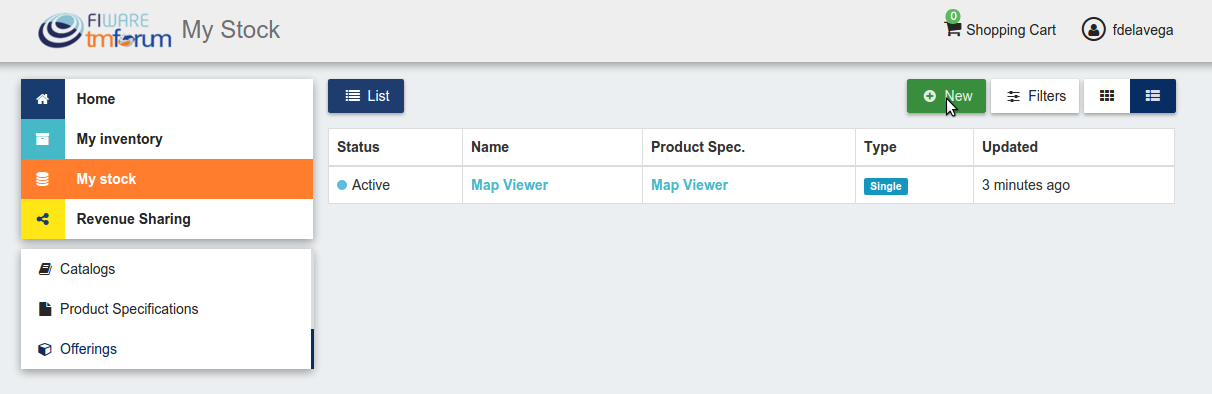 FIWARE
tmforum
My Stock
0
Shopping Cart
fdelavega
Home
My inventory
My stock
Revenue Sharing
Catalogs
Product Specifications
Offerings
List
New
Filters
Status Name Product Spec. Type Updated
Active Map Viewer Map Viewer Single 3 minutes ago